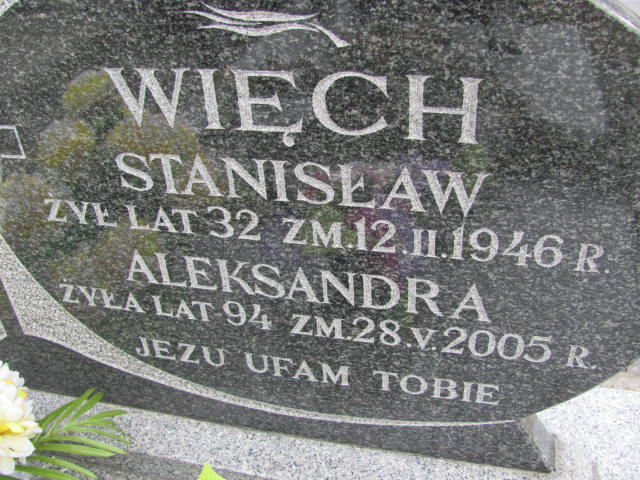 WIĘCH
STANISŁAW
ŻYŁ LAT 32 ZM.12.II.1946 R.
ALEKSANDRA
ŻYŁA LAT 94 ZM.28.V.2005 R.
JEZU UFAM TOBIE